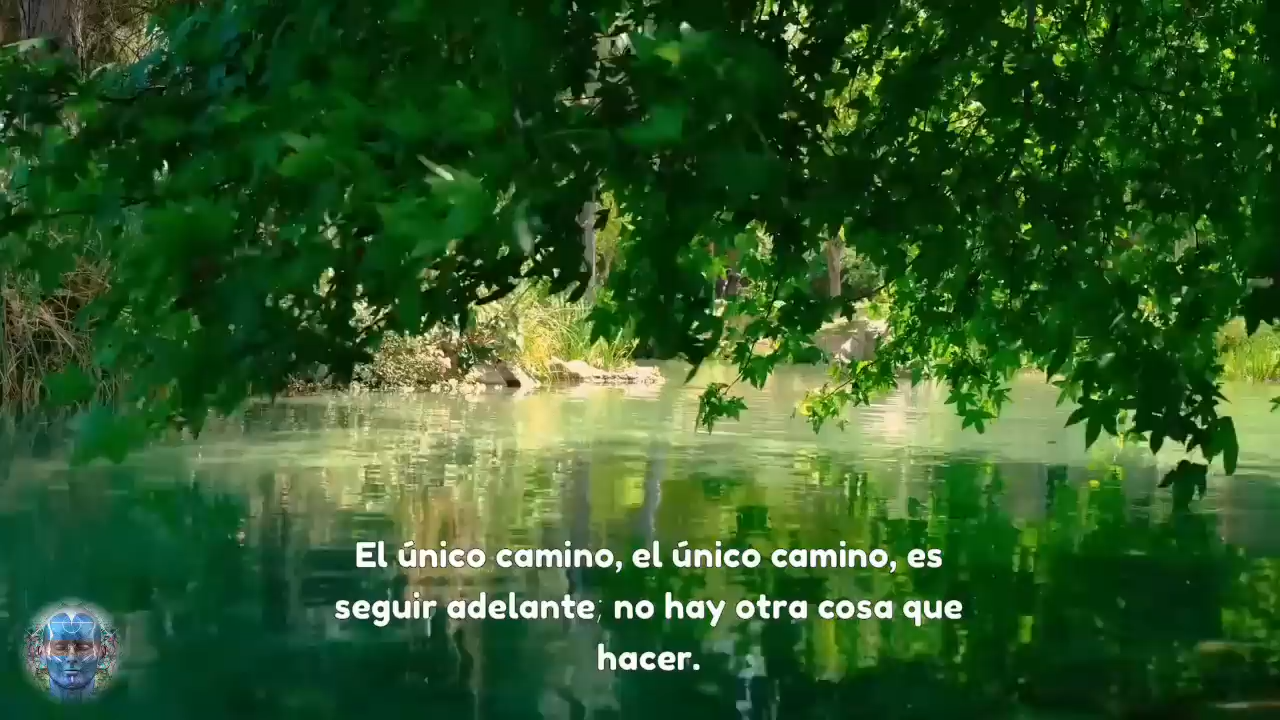 El único camino, el único camino, es
seguir adelante; no hay otra cosa que
hacer.